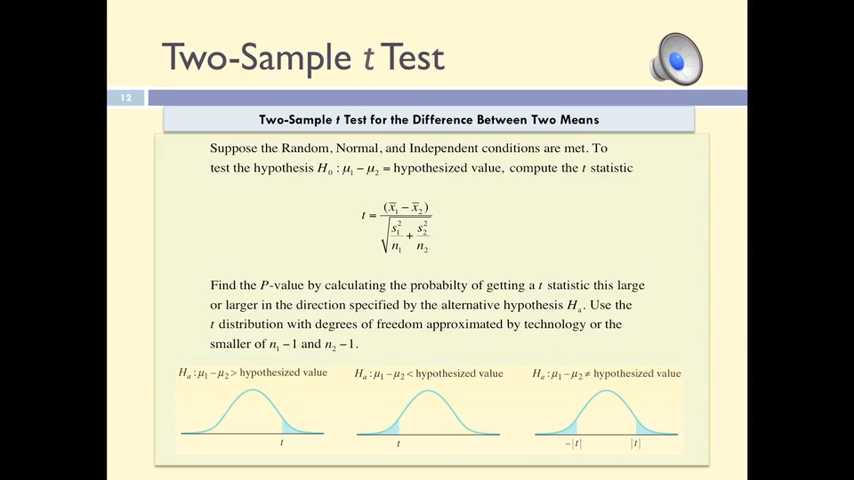 Two-Sample t Test
12
Two-Sample t Test for the Difference Between Two Means
Suppose the Random, Normal, and Independent conditions are met. To
test the hypothesis H₀ : μ₁ − μ₂ = hypothesized value, compute the t statistic
t = (x̄₁ − x̄₂) / √(s₁²/n₁ + s₂²/n₂)
Find the P-value by calculating the probabilty of getting a t statistic this large
or larger in the direction specified by the alternative hypothesis Hₐ. Use the
t distribution with degrees of freedom approximated by technology or the
smaller of n₁ − 1 and n₂ − 1.
Hₐ : μ₁ − μ₂ > hypothesized value
Hₐ : μ₁ − μ₂ < hypothesized value
Hₐ : μ₁ − μ₂ ≠ hypothesized value
t
t
−|t|
|t|